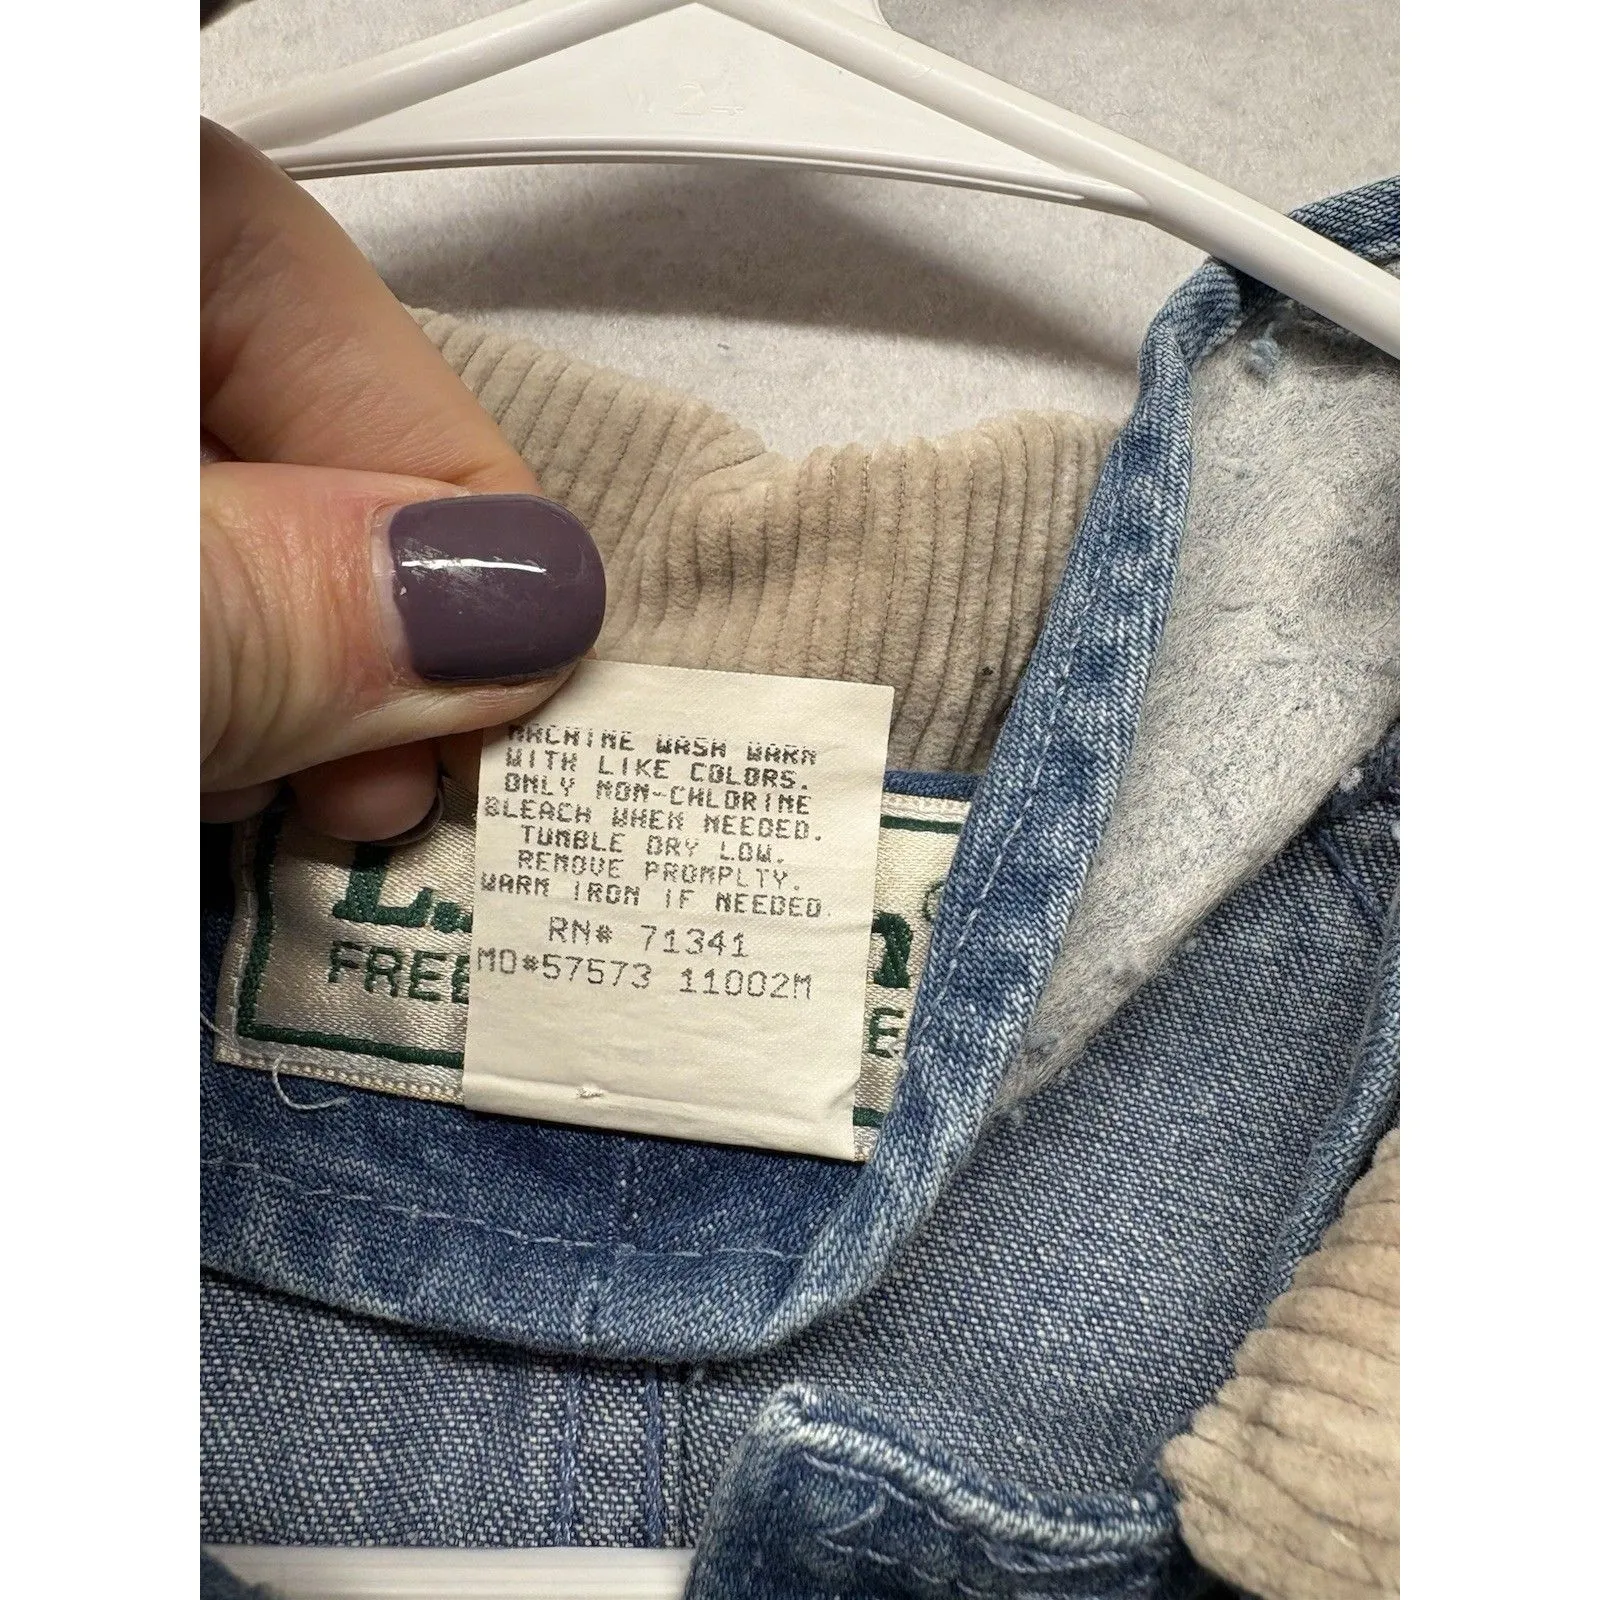 W 24
MACHINE WASH WARM
WITH LIKE COLORS.
ONLY NON-CHLORINE
BLEACH WHEN NEEDED.
TUMBLE DRY LOW.
REMOVE PROMPLTY.
WARM IRON IF NEEDED.
RN# 71341
MO#57573 11002M
L.
n
FREE
E